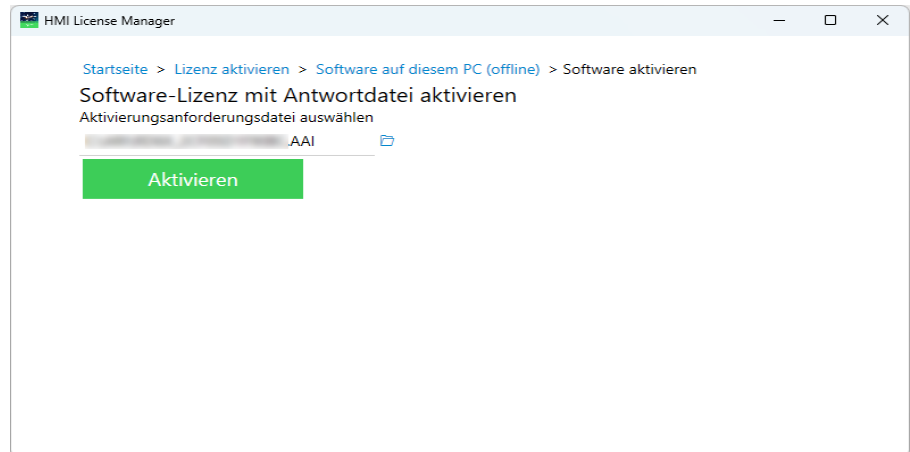 HMI License Manager
Startseite > Lizenz aktivieren > Software auf diesem PC (offline) > Software aktivieren
Software-Lizenz mit Antwortdatei aktivieren
Aktivierungsanforderungsdatei auswählen
.AAI
Aktivieren